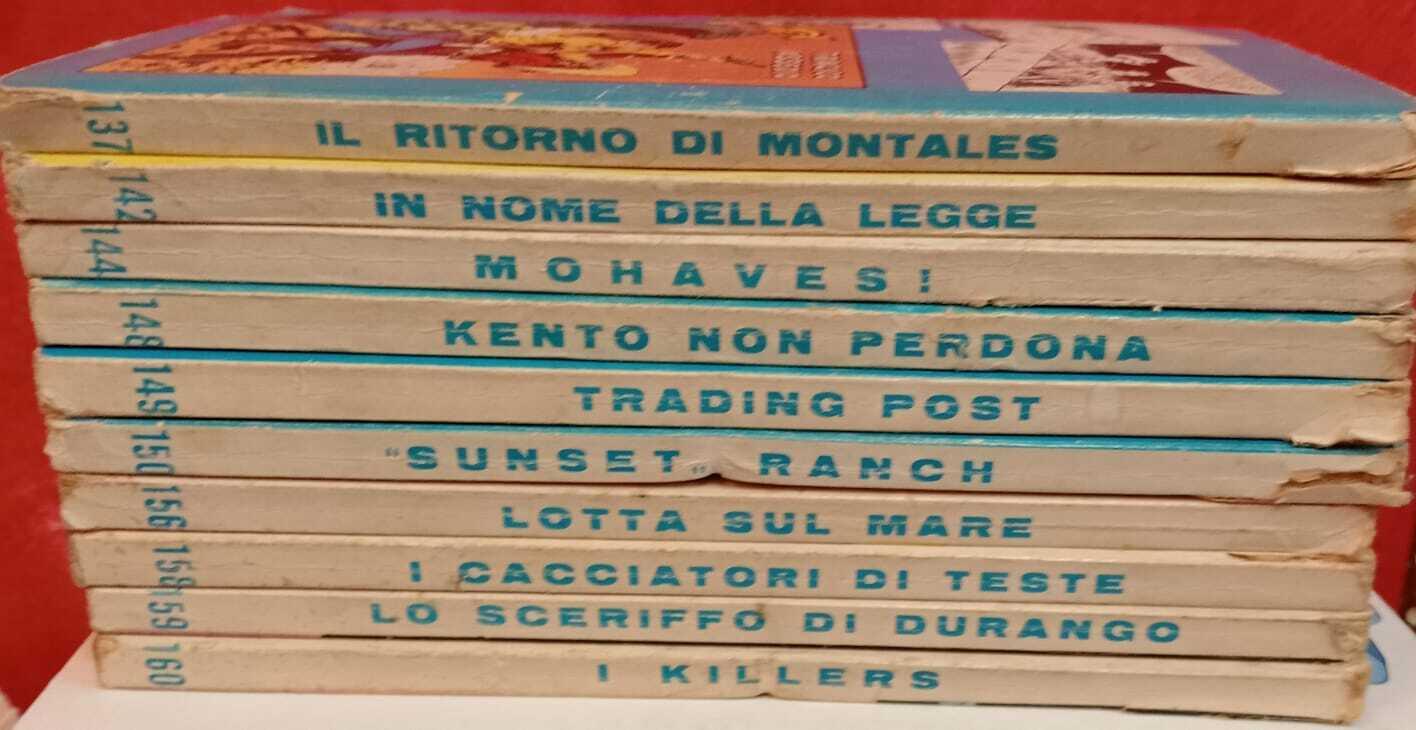 137 IL RITORNO DI MONTALES
142 IN NOME DELLA LEGGE
144 MOHAVES!
148 KENTO NON PERDONA
149 TRADING POST
150 "SUNSET„ RANCH
156 LOTTA SUL MARE
158 I CACCIATORI DI TESTE
159 LO SCERIFFO DI DURANGO
160 I KILLERS